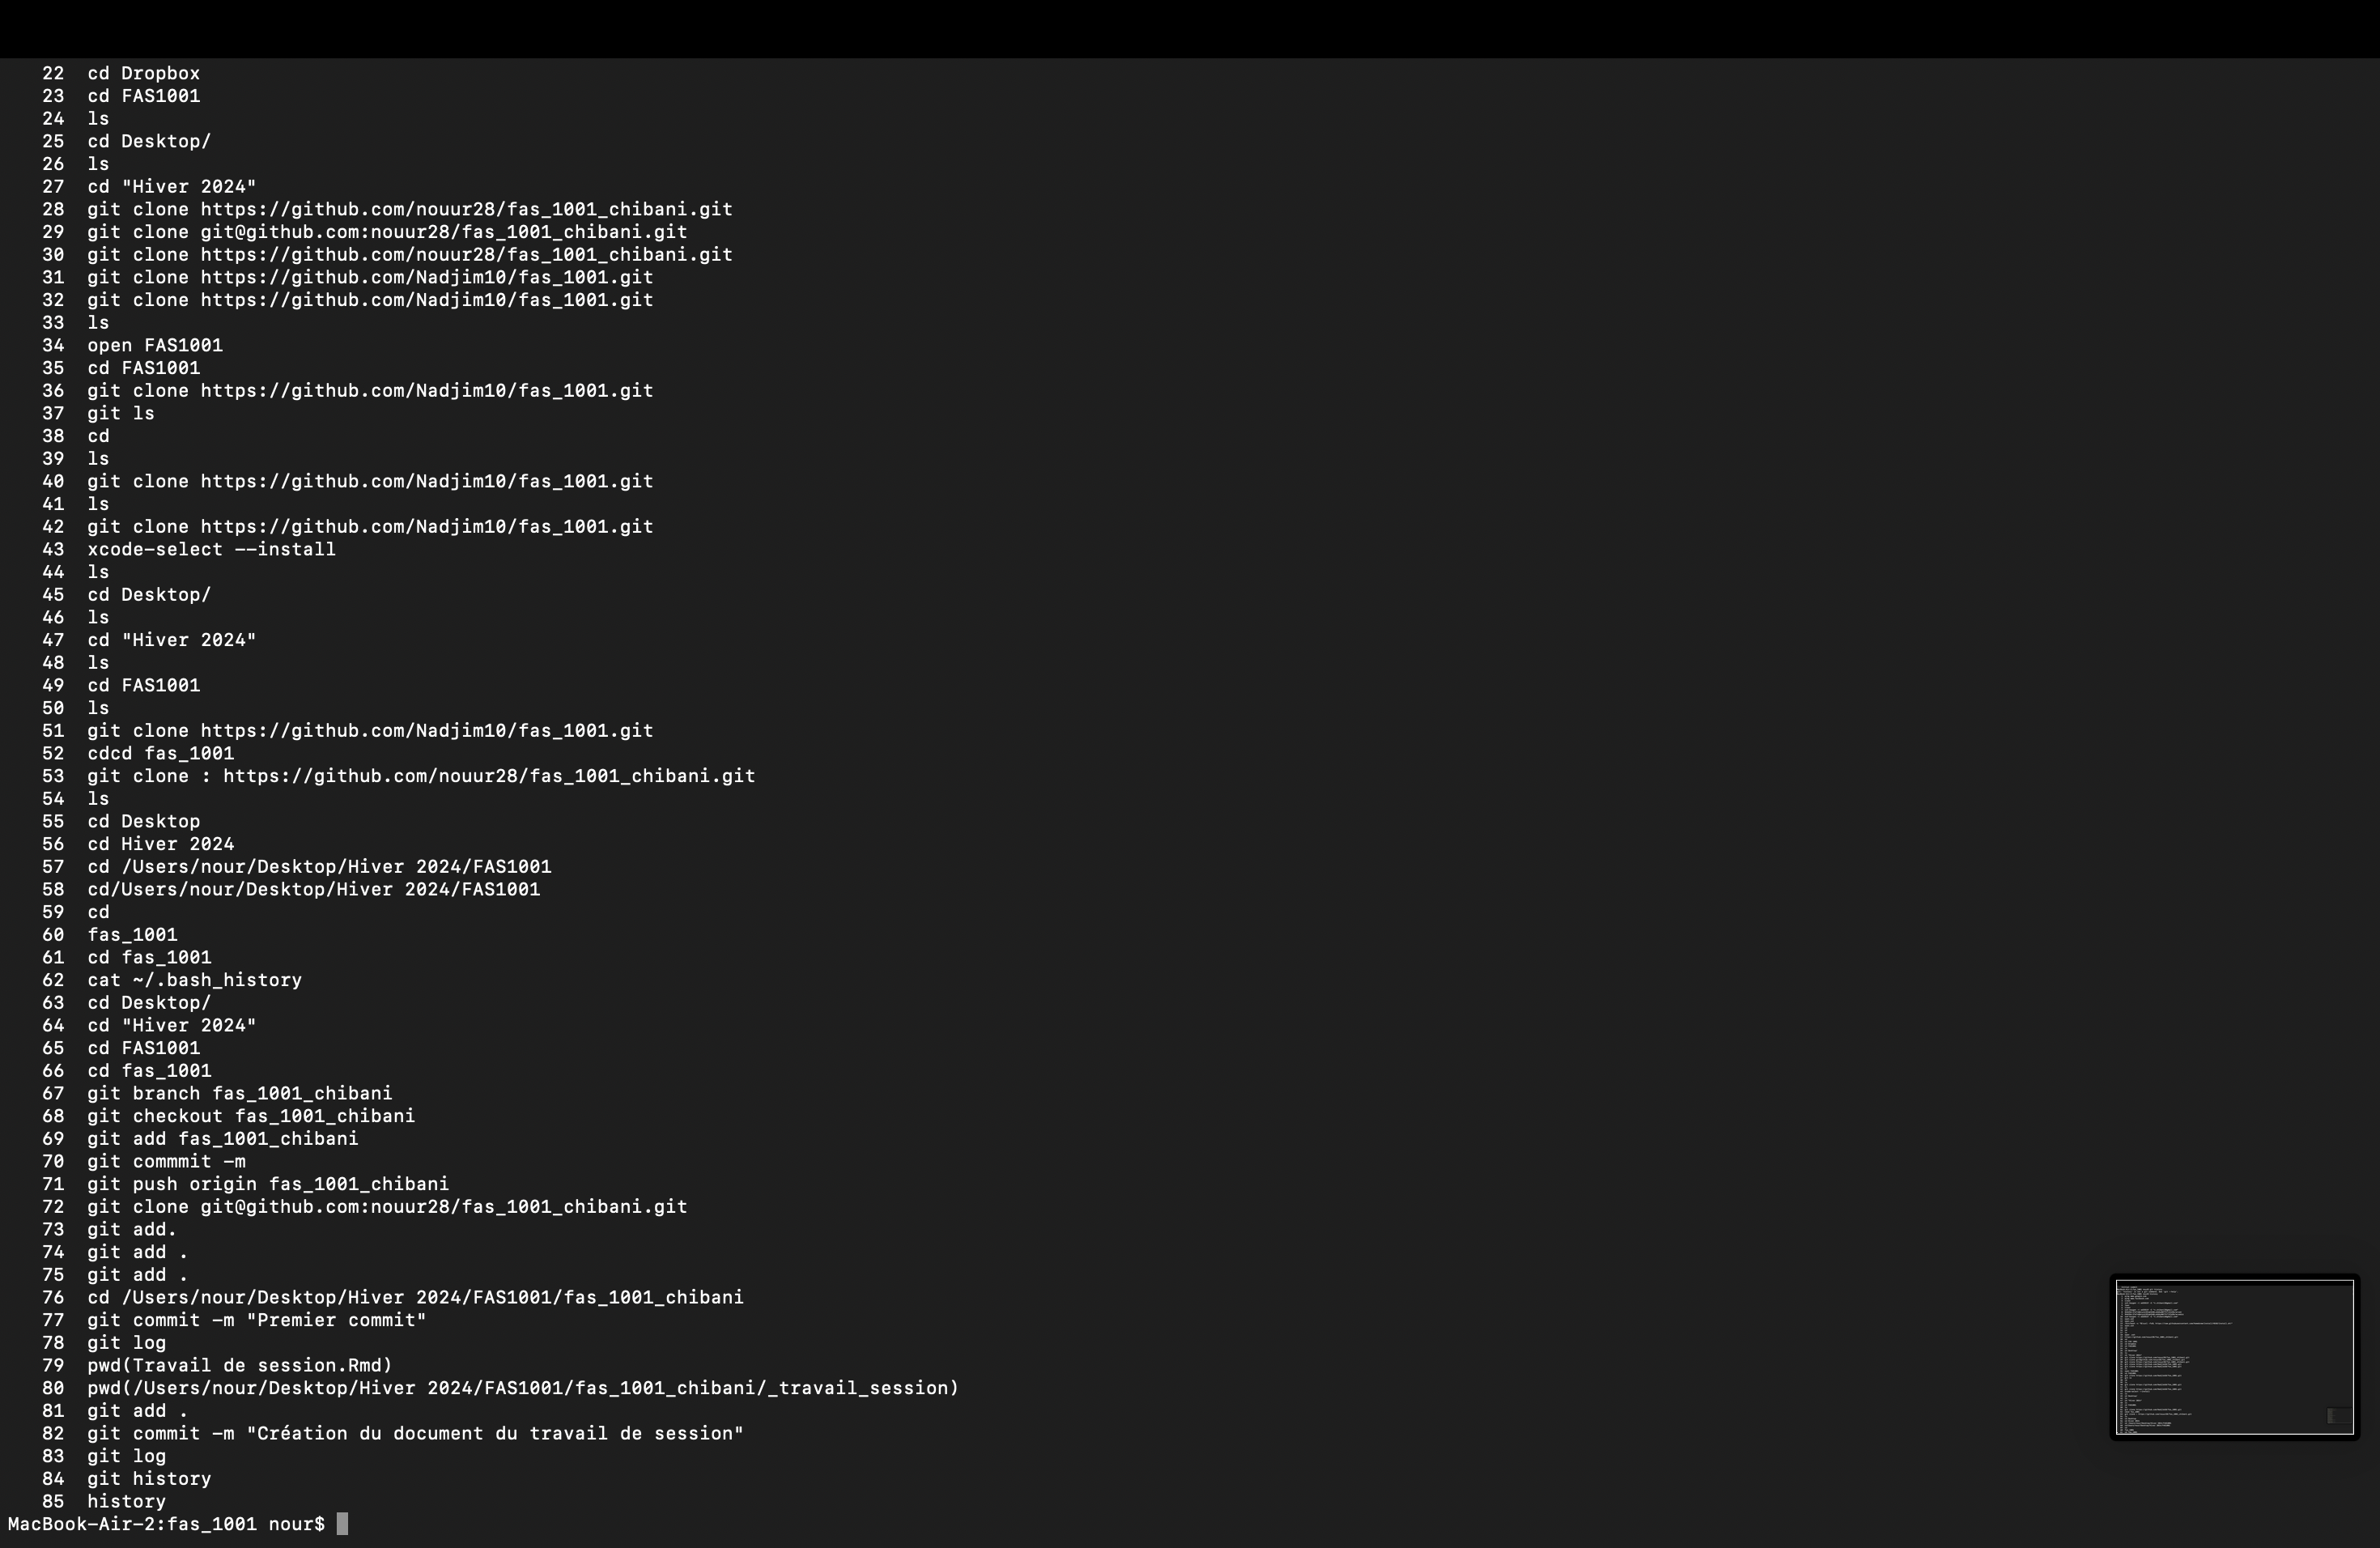 22 cd Dropbox
23 cd FAS1001
24 ls
25 cd Desktop/
26 ls
27 cd "Hiver 2024"
28 git clone https://github.com/nouur28/fas_1001_chibani.git
29 git clone git@github.com:nouur28/fas_1001_chibani.git
30 git clone https://github.com/nouur28/fas_1001_chibani.git
31 git clone https://github.com/Nadjim10/fas_1001.git
32 git clone https://github.com/Nadjim10/fas_1001.git
33 ls
34 open FAS1001
35 cd FAS1001
36 git clone https://github.com/Nadjim10/fas_1001.git
37 git ls
38 cd
39 ls
40 git clone https://github.com/Nadjim10/fas_1001.git
41 ls
42 git clone https://github.com/Nadjim10/fas_1001.git
43 xcode-select --install
44 ls
45 cd Desktop/
46 ls
47 cd "Hiver 2024"
48 ls
49 cd FAS1001
50 ls
51 git clone https://github.com/Nadjim10/fas_1001.git
52 cdcd fas_1001
53 git clone : https://github.com/nouur28/fas_1001_chibani.git
54 ls
55 cd Desktop
56 cd Hiver 2024
57 cd /Users/nour/Desktop/Hiver 2024/FAS1001
58 cd/Users/nour/Desktop/Hiver 2024/FAS1001
59 cd
60 fas_1001
61 cd fas_1001
62 cat ~/.bash_history
63 cd Desktop/
64 cd "Hiver 2024"
65 cd FAS1001
66 cd fas_1001
67 git branch fas_1001_chibani
68 git checkout fas_1001_chibani
69 git add fas_1001_chibani
70 git commmit -m
71 git push origin fas_1001_chibani
72 git clone git@github.com:nouur28/fas_1001_chibani.git
73 git add.
74 git add .
75 git add .
76 cd /Users/nour/Desktop/Hiver 2024/FAS1001/fas_1001_chibani
77 git commit -m "Premier commit"
78 git log
79 pwd(Travail de session.Rmd)
80 pwd(/Users/nour/Desktop/Hiver 2024/FAS1001/fas_1001_chibani/_travail_session)
81 git add .
82 git commit -m "Création du document du travail de session"
83 git log
84 git history
85 history
MacBook-Air-2:fas_1001 nour$